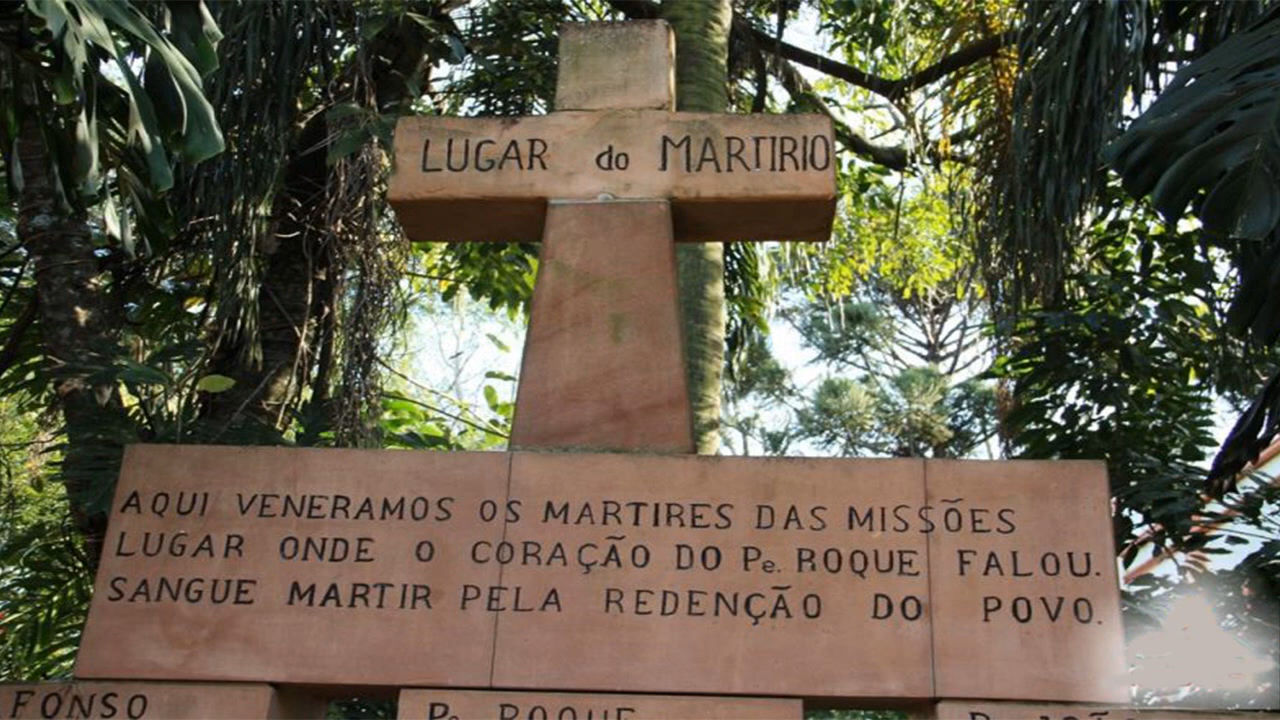 LUGAR do MARTIRIO
AQUI VENERAMOS OS MARTIRES DAS MISSÕES
LUGAR ONDE O CORAÇÃO DO Pe. ROQUE FALOU.
SANGUE MARTIR PELA REDENÇÃO DO POVO.
FONSO Pe ROQUE